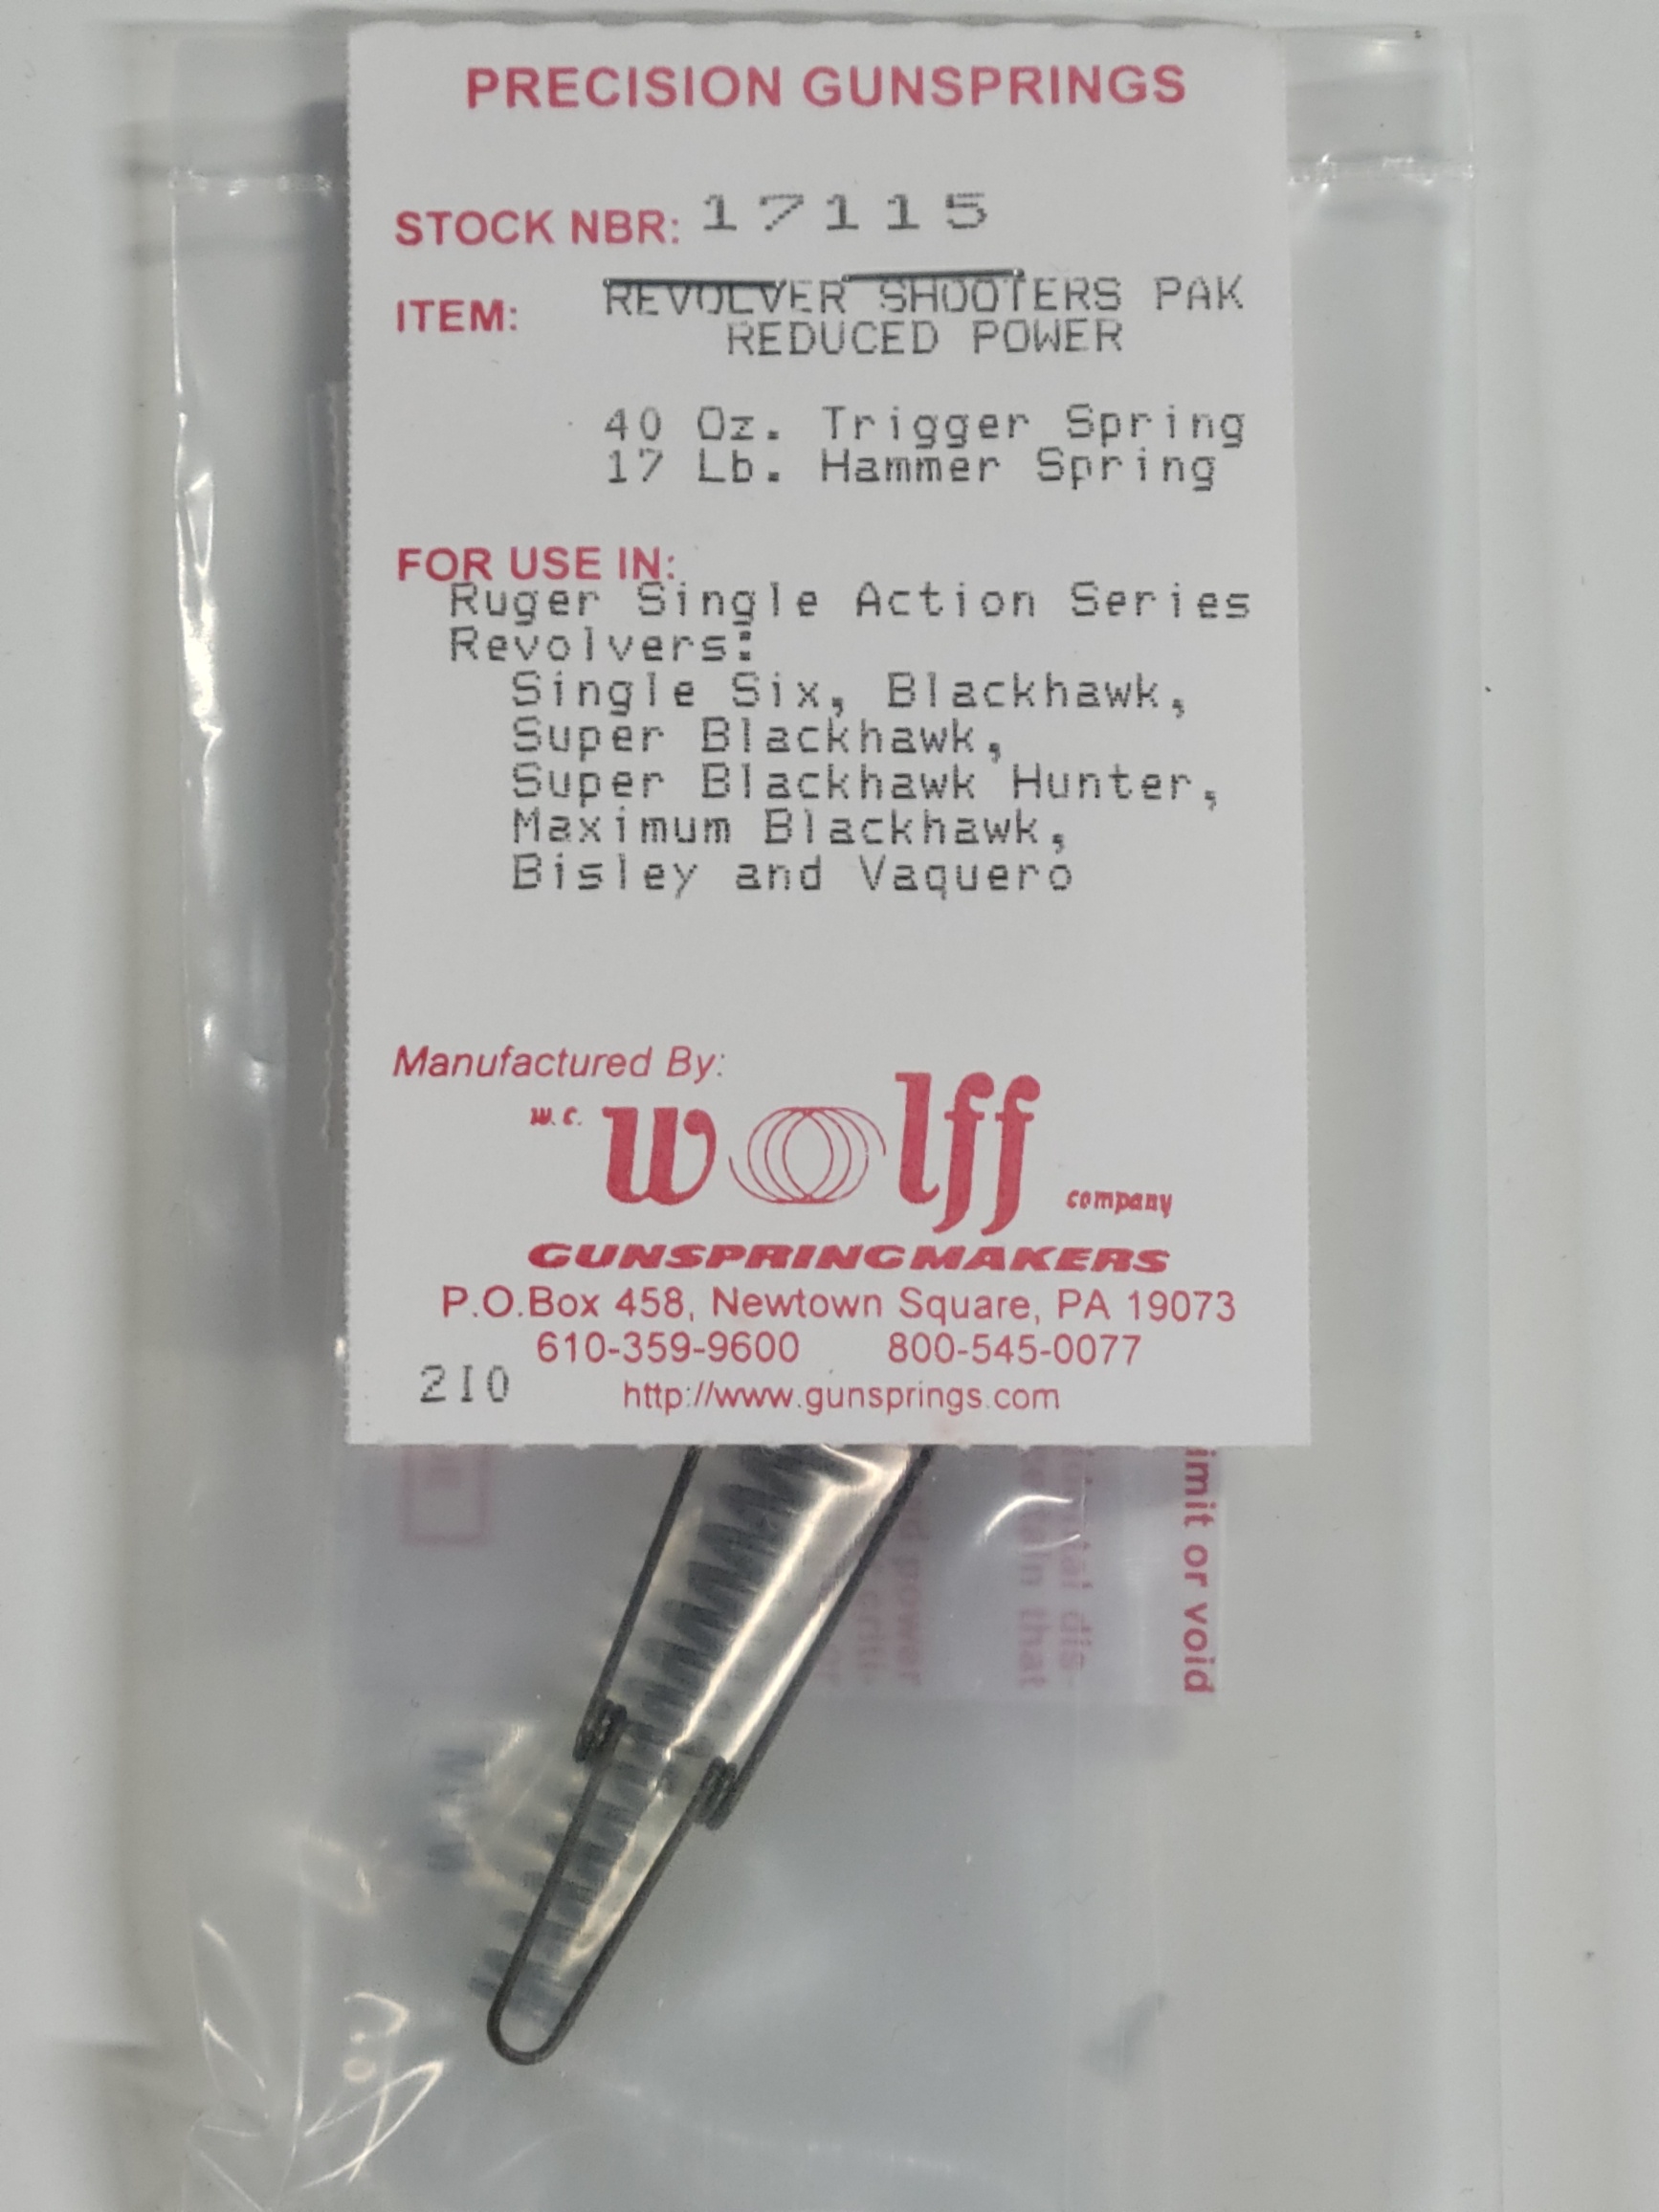 PRECISION GUNSPRINGS
STOCK NBR: 17115
ITEM: REVOLVER SHOOTERS PAK
REDUCED POWER
40 Oz. Trigger Spring
17 Lb. Hammer Spring
FOR USE IN:
Ruger Single Action Series
Revolvers:
Single Six, Blackhawk,
Super Blackhawk,
Super Blackhawk Hunter,
Maximum Blackhawk,
Bisley and Vaquero
Manufactured By:
W.C. Wolff company
GUNSPRINGMAKERS
P.O.Box 458, Newtown Square, PA 19073
610-359-9600 800-545-0077
210
http://www.gunsprings.com
or void
that
power